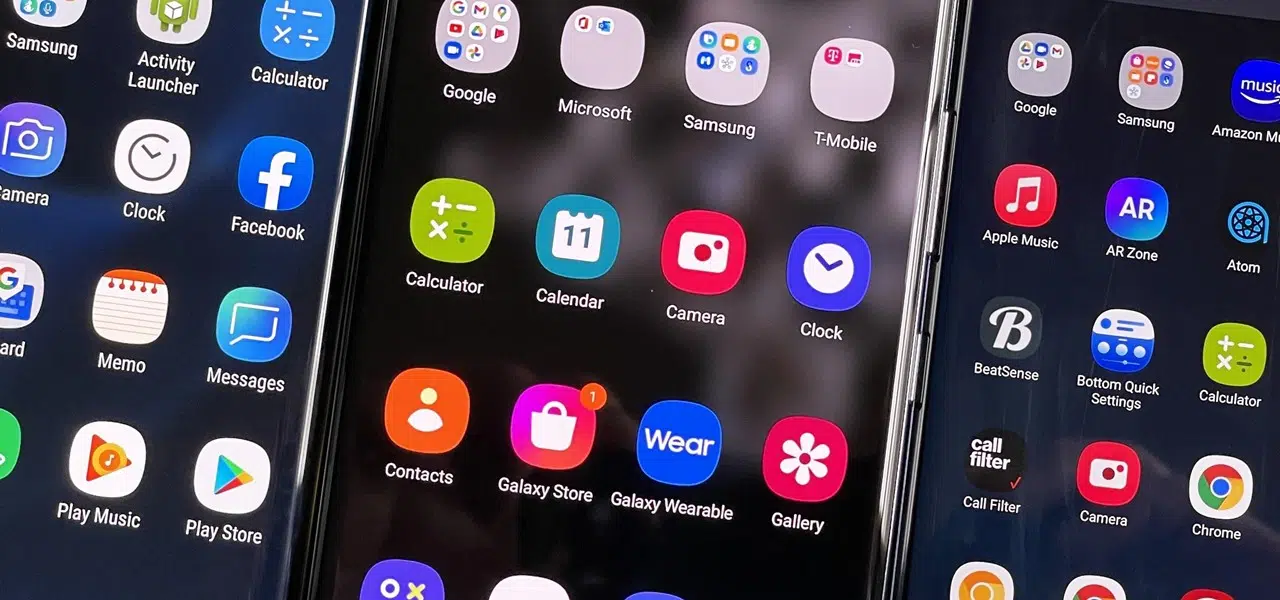 Samsung
Activity
Launcher
Calculator
Camera
Clock
Facebook
ard
Memo
Messages
Play Music
Play Store
Google
Microsoft
Samsung
T-Mobile
Calculator
11
Calendar
Camera
Clock
Contacts
1
Galaxy Store
Wear
Galaxy Wearable
Gallery
Google
Samsung
music
Amazon Mu
Apple Music
AR
AR Zone
Atom
B
BeatSense
Bottom Quick
Settings
Calculator
call
filter
Call Filter
Camera
Chrome